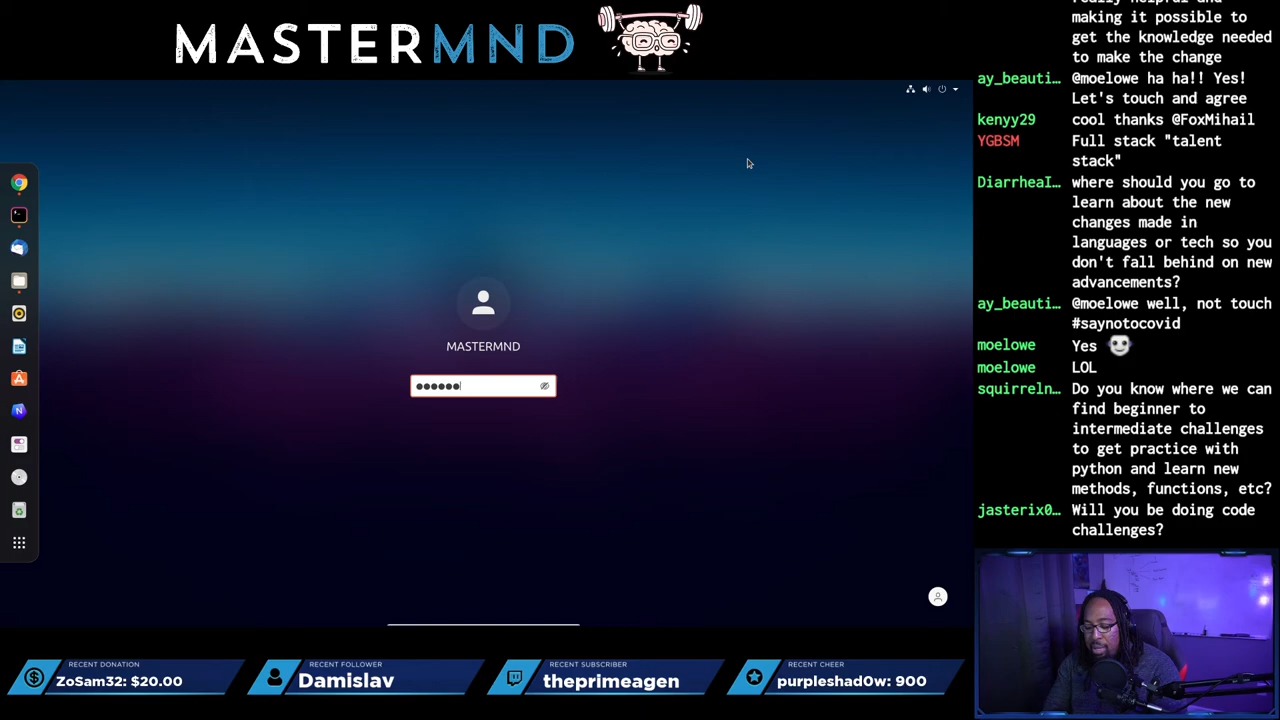 MASTERMND
really helpful and
making it possible to
get the knowledge needed
to make the change
ay_beauti… @moelowe ha ha!! Yes!
Let's touch and agree
kenyy29 cool thanks @FoxMihail
YGBSM Full stack "talent
stack"
DiarrheaI… where should you go to
learn about the new
changes made in
languages or tech so you
don't fall behind on new
advancements?
ay_beauti… @moelowe well, not touch
#saynotocovid
moelowe Yes
moelowe LOL
squirreln… Do you know where we can
find beginner to
intermediate challenges
to get practice with
python and learn new
methods, functions, etc?
jasterix0… Will you be doing code
challenges?
MASTERMND
RECENT DONATION
ZoSam32: $20.00
RECENT FOLLOWER
Damislav
RECENT SUBSCRIBER
theprimeagen
RECENT CHEER
purpleshad0w: 900